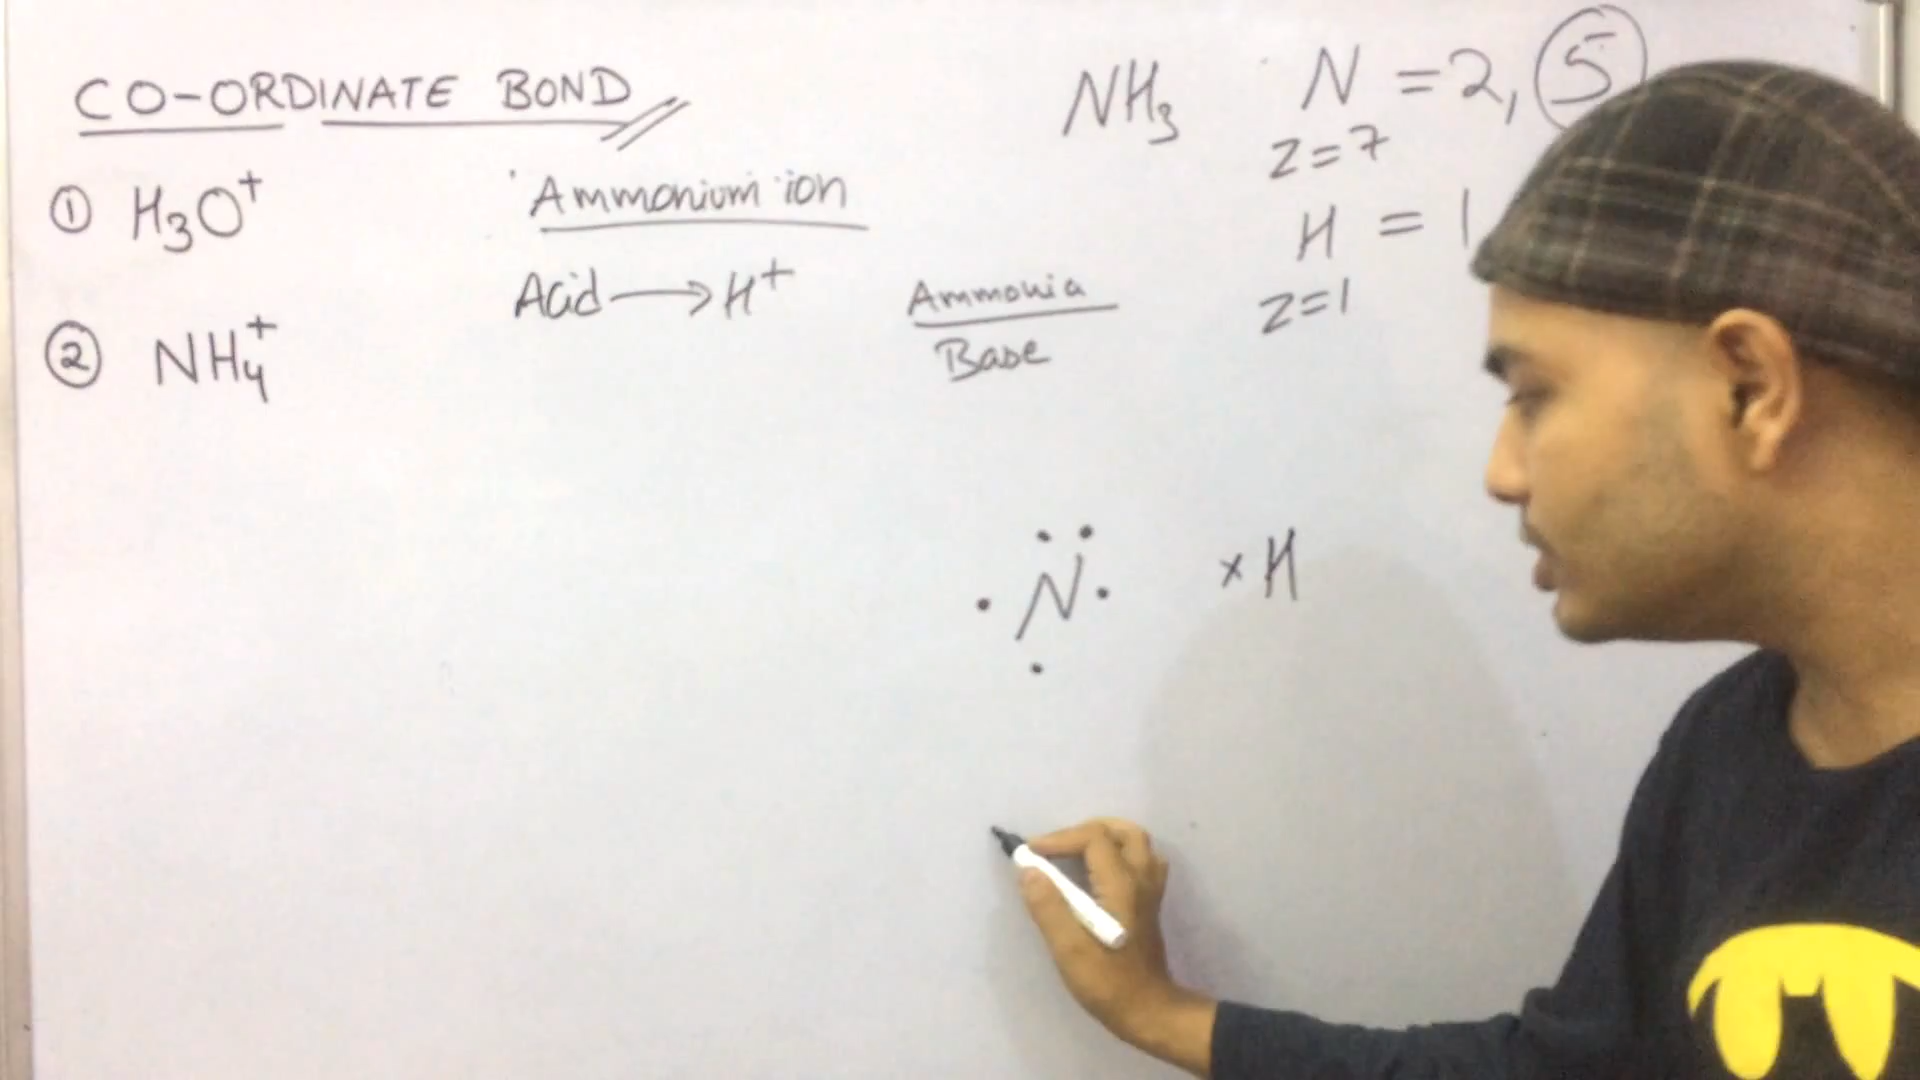 CO-ORDINATE BOND
① H₃O⁺
② NH₄⁺
Ammonium ion
Acid ⟶ H⁺
Ammonia
Base
NH₃
N = 2, 5
Z=7
H = 1
Z=1
N
× H